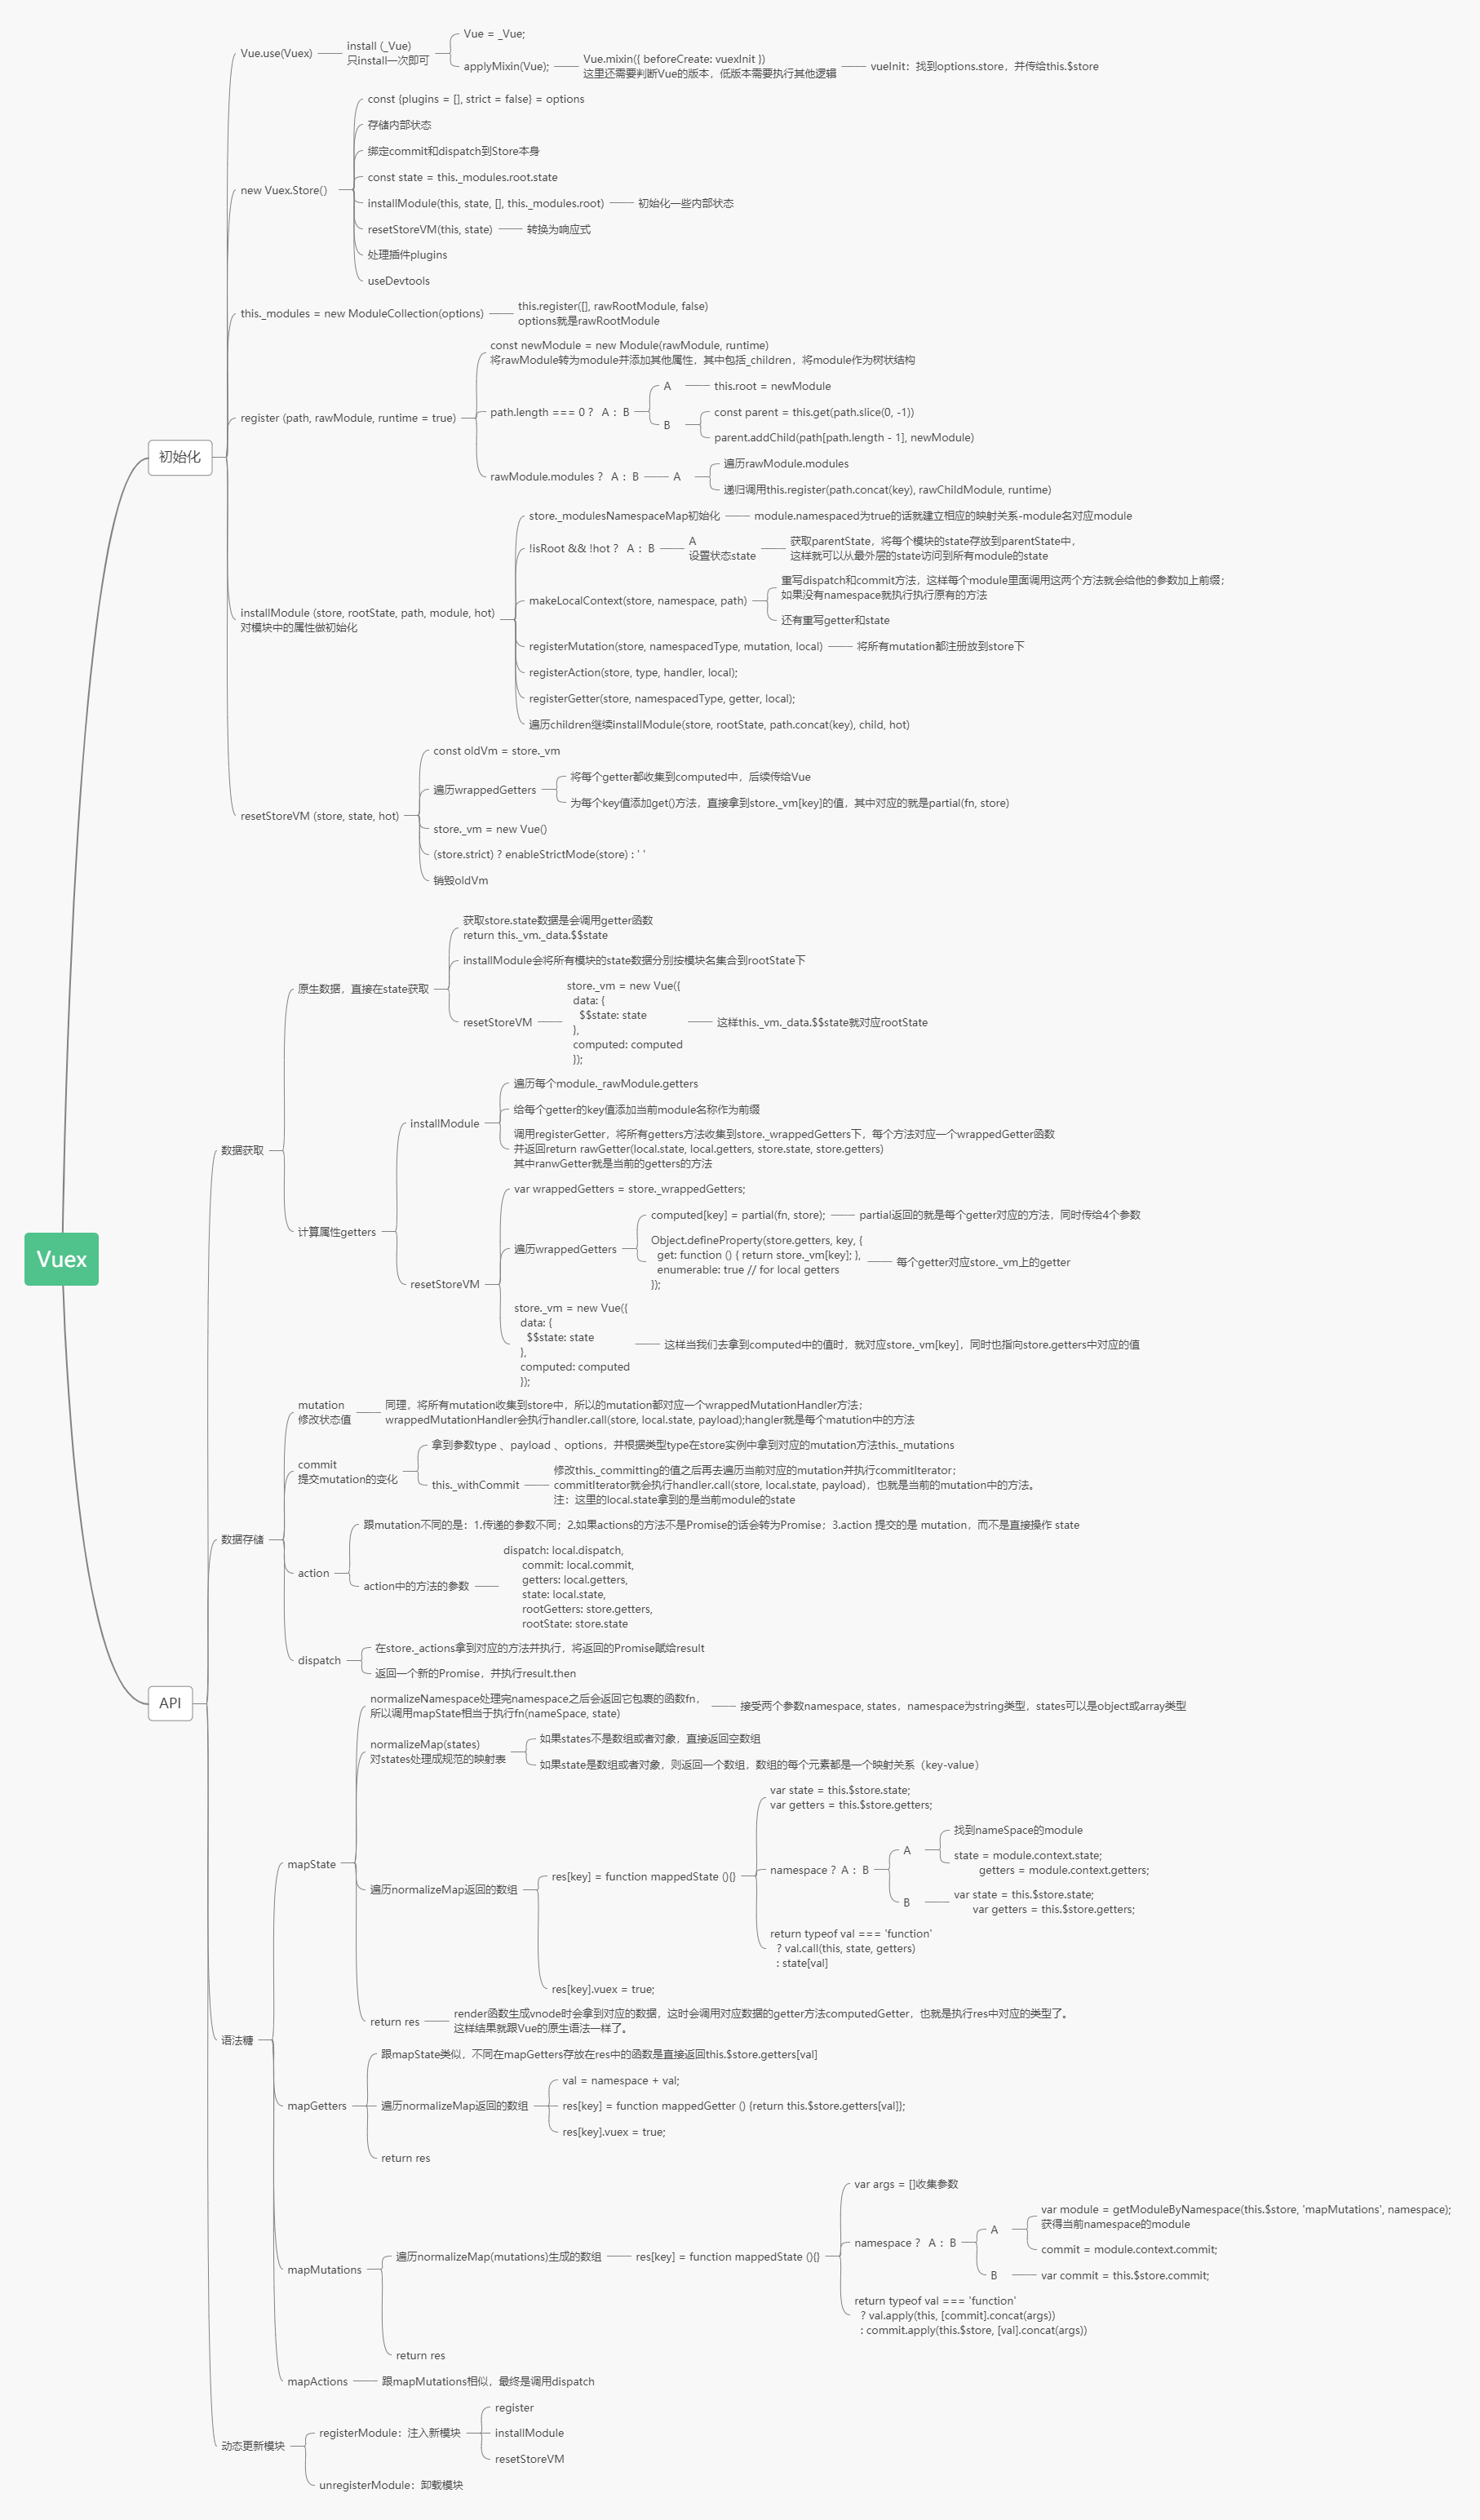 Vuex
初始化
Vue.use(Vuex)
install (_Vue)
只install一次即可
Vue = _Vue;
applyMixin(Vue);
Vue.mixin({ beforeCreate: vuexInit })
这里还需要判断Vue的版本，低版本需要执行其他逻辑
vueInit：找到options.store，并传给this.$store
new Vuex.Store()
const {plugins = [], strict = false} = options
存储内部状态
绑定commit和dispatch到Store本身
const state = this._modules.root.state
installModule(this, state, [], this._modules.root)
初始化一些内部状态
resetStoreVM(this, state)
转换为响应式
处理插件plugins
useDevtools
this._modules = new ModuleCollection(options)
this.register([], rawRootModule, false)
options就是rawRootModule
register (path, rawModule, runtime = true)
const newModule = new Module(rawModule, runtime)
将rawModule转为module并添加其他属性，其中包括_children，将module作为树状结构
path.length === 0 ？ A ：B
A
this.root = newModule
B
const parent = this.get(path.slice(0, -1))
parent.addChild(path[path.length - 1], newModule)
rawModule.modules ？ A ：B
A
遍历rawModule.modules
递归调用this.register(path.concat(key), rawChildModule, runtime)
installModule (store, rootState, path, module, hot)
对模块中的属性做初始化
store._modulesNamespaceMap初始化
module.namespaced为true的话就建立相应的映射关系-module名对应module
!isRoot && !hot ？ A ：B
A
设置状态state
获取parentState，将每个模块的state存放到parentState中，
这样就可以从最外层的state访问到所有module的state
makeLocalContext(store, namespace, path)
重写dispatch和commit方法，这样每个module里面调用这两个方法就会给他的参数加上前缀；
如果没有namespace就执行执行原有的方法
还有重写getter和state
registerMutation(store, namespacedType, mutation, local)
将所有mutation都注册放到store下
registerAction(store, type, handler, local);
registerGetter(store, namespacedType, getter, local);
遍历children继续installModule(store, rootState, path.concat(key), child, hot)
resetStoreVM (store, state, hot)
const oldVm = store._vm
遍历wrappedGetters
将每个getter都收集到computed中，后续传给Vue
为每个key值添加get()方法，直接拿到store._vm[key]的值，其中对应的就是partial(fn, store)
store._vm = new Vue()
(store.strict) ? enableStrictMode(store) : ' '
销毁oldVm
API
数据获取
原生数据，直接在state获取
获取store.state数据是会调用getter函数
return this._vm._data.$$state
installModule会将所有模块的state数据分别按模块名集合到rootState下
resetStoreVM
store._vm = new Vue({
data: {
$$state: state
},
computed: computed
});
这样this._vm._data.$$state就对应rootState
计算属性getters
installModule
遍历每个module._rawModule.getters
给每个getter的key值添加当前module名称作为前缀
调用registerGetter，将所有getters方法收集到store._wrappedGetters下，每个方法对应一个wrappedGetter函数
并返回return rawGetter(local.state, local.getters, store.state, store.getters)
其中ranwGetter就是当前的getters的方法
resetStoreVM
var wrappedGetters = store._wrappedGetters;
遍历wrappedGetters
computed[key] = partial(fn, store);
partial返回的就是每个getter对应的方法，同时传给4个参数
Object.defineProperty(store.getters, key, {
get: function () { return store._vm[key]; },
enumerable: true // for local getters
});
每个getter对应store._vm上的getter
store._vm = new Vue({
data: {
$$state: state
},
computed: computed
});
这样当我们去拿到computed中的值时，就对应store._vm[key]，同时也指向store.getters中对应的值
数据存储
mutation
修改状态值
同理，将所有mutation收集到store中，所以的mutation都对应一个wrappedMutationHandler方法；
wrappedMutationHandler会执行handler.call(store, local.state, payload);hangler就是每个matution中的方法
commit
提交mutation的变化
拿到参数type 、payload 、options，并根据类型type在store实例中拿到对应的mutation方法this._mutations
this._withCommit
修改this._committing的值之后再去遍历当前对应的mutation并执行commitIterator；
commitIterator就会执行handler.call(store, local.state, payload)，也就是当前的mutation中的方法。
注：这里的local.state拿到的是当前module的state
action
跟mutation不同的是：1.传递的参数不同；2.如果actions的方法不是Promise的话会转为Promise；3.action 提交的是 mutation，而不是直接操作 state
action中的方法的参数
dispatch: local.dispatch,
commit: local.commit,
getters: local.getters,
state: local.state,
rootGetters: store.getters,
rootState: store.state
dispatch
在store._actions拿到对应的方法并执行，将返回的Promise赋给result
返回一个新的Promise，并执行result.then
语法糖
mapState
normalizeNamespace处理完namespace之后会返回它包裹的函数fn，
所以调用mapState相当于执行fn(nameSpace, state)
接受两个参数namespace, states，namespace为string类型，states可以是object或array类型
normalizeMap(states)
对states处理成规范的映射表
如果states不是数组或者对象，直接返回空数组
如果state是数组或者对象，则返回一个数组，数组的每个元素都是一个映射关系（key-value）
遍历normalizeMap返回的数组
res[key] = function mappedState (){}
var state = this.$store.state;
var getters = this.$store.getters;
namespace ？A ：B
A
找到nameSpace的module
state = module.context.state;
getters = module.context.getters;
B
var state = this.$store.state;
var getters = this.$store.getters;
return typeof val === 'function'
? val.call(this, state, getters)
: state[val]
res[key].vuex = true;
return res
render函数生成vnode时会拿到对应的数据，这时会调用对应数据的getter方法computedGetter，也就是执行res中对应的类型了。
这样结果就跟Vue的原生语法一样了。
mapGetters
跟mapState类似，不同在mapGetters存放在res中的函数是直接返回this.$store.getters[val]
遍历normalizeMap返回的数组
val = namespace + val;
res[key] = function mappedGetter () {return this.$store.getters[val]};
res[key].vuex = true;
return res
mapMutations
遍历normalizeMap(mutations)生成的数组
res[key] = function mappedState (){}
var args = []收集参数
namespace ？ A ：B
A
var module = getModuleByNamespace(this.$store, 'mapMutations', namespace);
获得当前namespace的module
commit = module.context.commit;
B
var commit = this.$store.commit;
return typeof val === 'function'
? val.apply(this, [commit].concat(args))
: commit.apply(this.$store, [val].concat(args))
return res
mapActions
跟mapMutations相似，最终是调用dispatch
动态更新模块
registerModule：注入新模块
register
installModule
resetStoreVM
unregisterModule：卸载模块